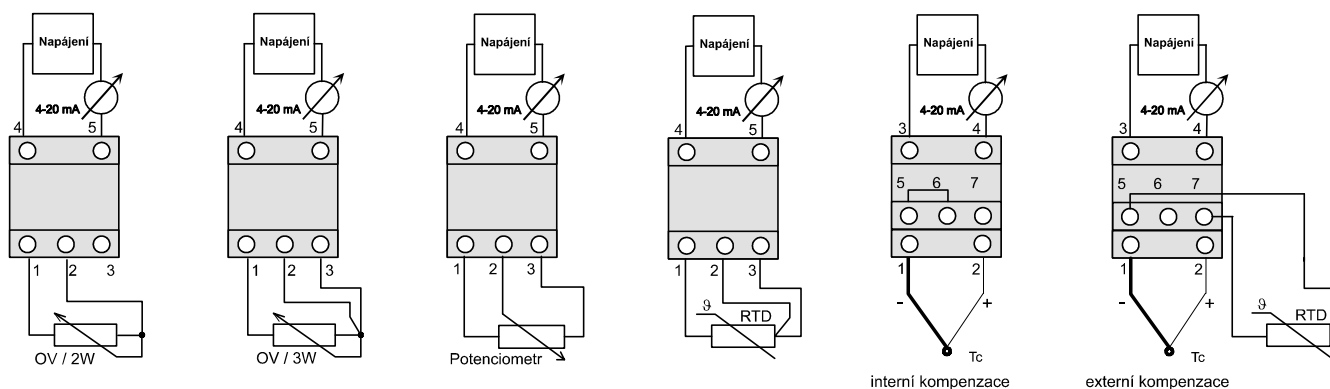 Napájení
4-20 mA
4 5
1 2 3
OV / 2W
Napájení
4-20 mA
4 5
1 2 3
OV / 3W
Napájení
4-20 mA
4 5
1 2 3
Potenciometr
Napájení
4-20 mA
4 5
1 2 3
ϑ RTD
Napájení
4-20 mA
3 4
5 6 7
1 2
- +
Tc
interní kompenzace
Napájení
4-20 mA
3 4
5 6 7
1 2
- +
ϑ RTD
Tc
externí kompenzace